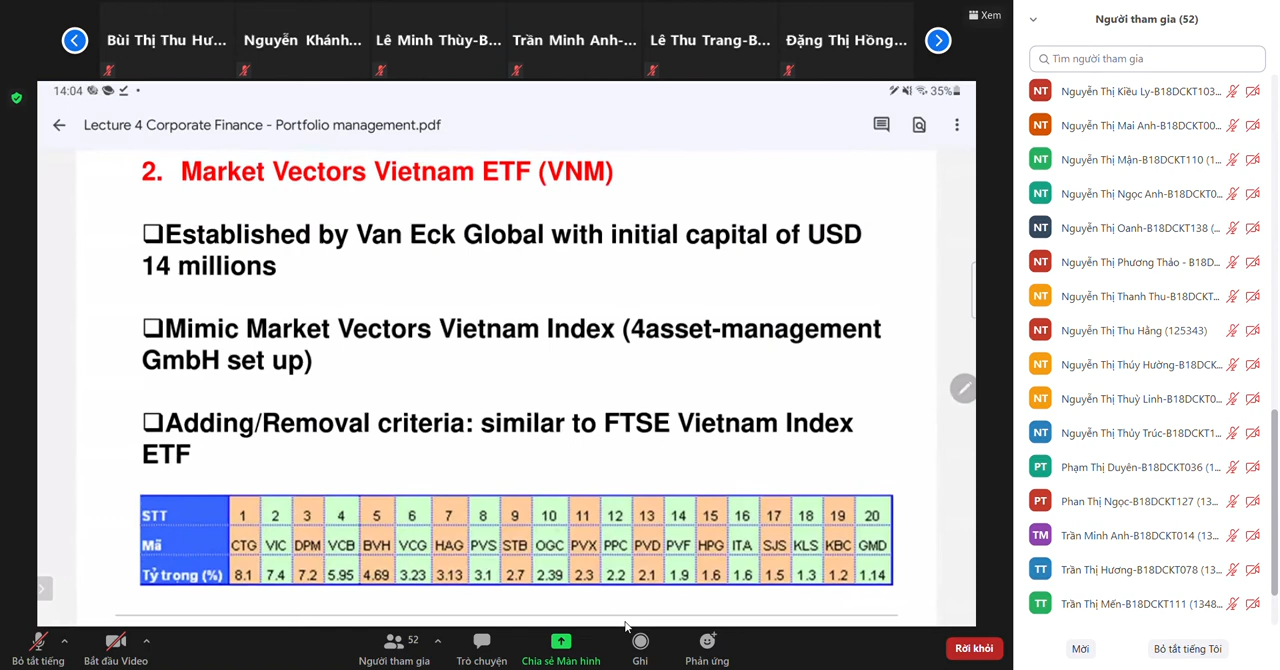 Xem
Bùi Thị Thu Hư... Nguyễn Khánh... Lê Minh Thùy-B... Trần Minh Anh-... Lê Thu Trang-B... Đặng Thị Hồng...
14:04 35%
Lecture 4 Corporate Finance - Portfolio management.pdf
2. Market Vectors Vietnam ETF (VNM)
❑Established by Van Eck Global with initial capital of USD
14 millions
❑Mimic Market Vectors Vietnam Index (4asset-management
GmbH set up)
❑Adding/Removal criteria: similar to FTSE Vietnam Index
ETF
STT 1 2 3 4 5 6 7 8 9 10 11 12 13 14 15 16 17 18 19 20
Mã CTG VIC DPM VCB BVH VCG HAG PVS STB OGC PVX PPC PVD PVF HPG ITA SJS KLS KBC GMD
Tỷ trọng (%) 8.1 7.4 7.2 5.95 4.69 3.23 3.13 3.1 2.7 2.39 2.3 2.2 2.1 1.9 1.6 1.6 1.5 1.3 1.2 1.14
Bỏ tắt tiếng Bắt đầu Video Người tham gia 52 Trò chuyện Chia sẻ Màn hình Ghi Phản ứng Rời khỏi
Người tham gia (52)
Tìm người tham gia
NT Nguyễn Thị Kiều Ly-B18DCKT103...
NT Nguyễn Thị Mai Anh-B18DCKT00...
NT Nguyễn Thị Mận-B18DCKT110 (1...
NT Nguyễn Thị Ngọc Anh-B18DCKT0...
NT Nguyễn Thị Oanh-B18DCKT138 (...
NT Nguyễn Thị Phương Thảo - B18D...
NT Nguyễn Thị Thanh Thu-B18DCKT...
NT Nguyễn Thị Thu Hằng (125343)
NT Nguyễn Thị Thúy Hường-B18DCK...
NT Nguyễn Thị Thuỳ Linh-B18DCKT0...
NT Nguyễn Thị Thủy Trúc-B18DCKT1...
PT Phạm Thị Duyên-B18DCKT036 (1...
PT Phan Thị Ngọc-B18DCKT127 (13...
TM Trần Minh Anh-B18DCKT014 (13...
TT Trần Thị Hương-B18DCKT078 (13...
TT Trần Thị Mến-B18DCKT111 (1348...
Mời Bỏ tắt tiếng Tôi